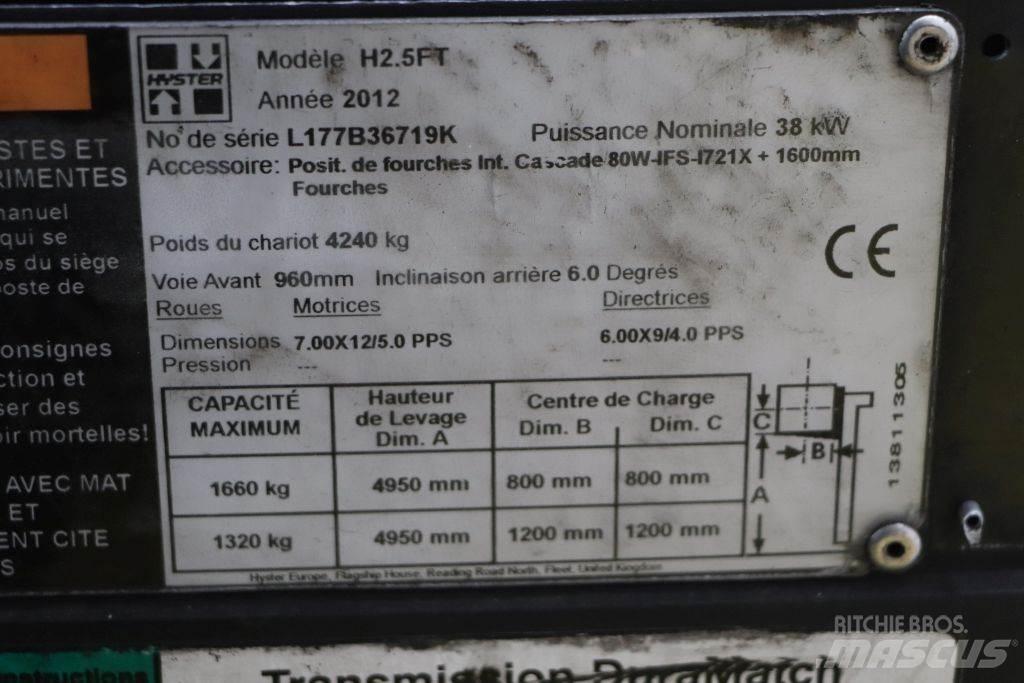 HYSTER
Modèle H2.5FT
Année 2012
No de série L177B36719K Puissance Nominale 38 kW
Accessoire: Posit. de fourches Int. Cascade 80W-IFS-I721X + 1600mm
Fourches
Poids du chariot 4240 kg
CE
Voie Avant 960mm Inclinaison arrière 6.0 Degrés
Roues Motrices Directrices
Dimensions 7.00X12/5.0 PPS 6.00X9/4.0 PPS
Pression --- ---
CAPACITÉ MAXIMUM
Hauteur de Levage Dim. A
Centre de Charge
Dim. B Dim. C
1660 kg 4950 mm 800 mm 800 mm
1320 kg 4950 mm 1200 mm 1200 mm
C
B
A
13811305
Hyster Europe, Flagship House, Reading Road North, Fleet, United Kingdom
STES ET
RIMENTES
manuel
qui se
os du siège
poste de
onsignes
ction et
ser des
oir mortelles!
AVEC MAT
ET
ENT CITE
S
Instructions
Transmission DuraMatch
RITCHIE BROS.
MASCUS